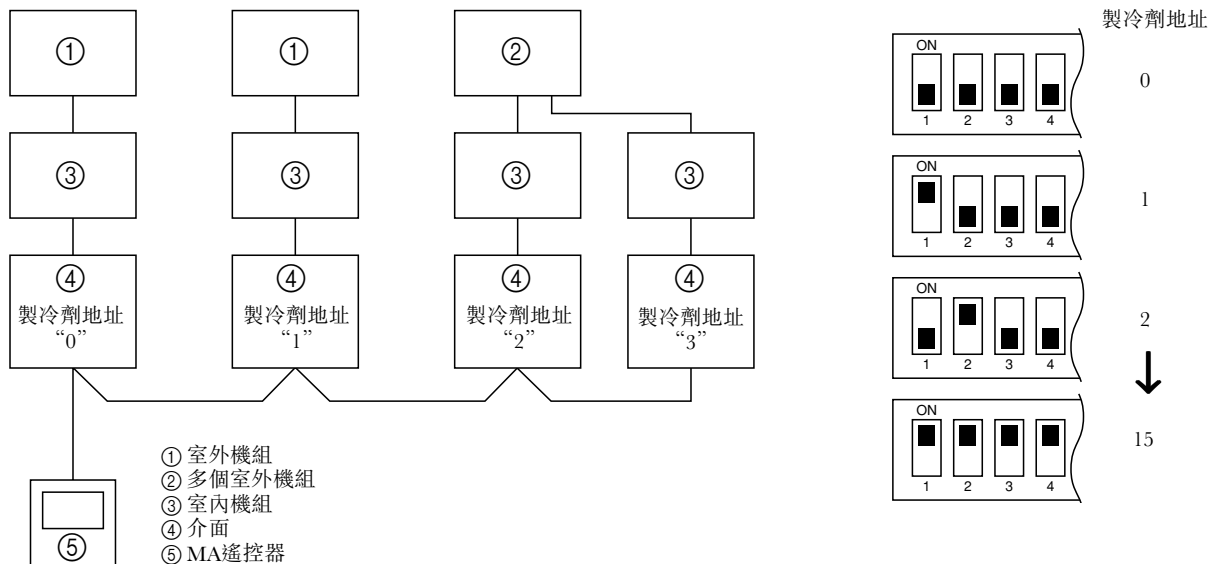 ① ① ②
③ ③ ③ ③
④ ④ ④ ④
製冷劑地址 製冷劑地址 製冷劑地址 製冷劑地址
“0” “1” “2” “3”
① 室外機組
② 多個室外機組
③ 室內機組
④ 介面
⑤ MA遙控器
⑤
製冷劑地址
ON
1 2 3 4
0
ON
1 2 3 4
1
ON
1 2 3 4
2
ON
1 2 3 4
15